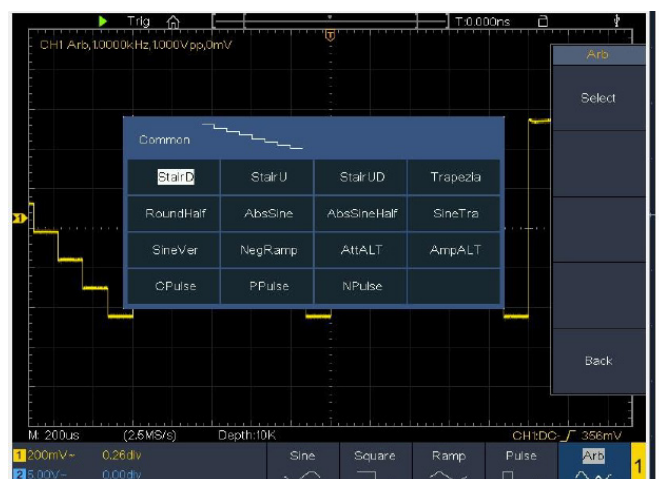 Trig T:0.000ns
CH1 Arb,1.0000kHz,1.000Vpp,0mV
T
Arb
Select
Common
StairD StairU StairUD Trapezia
RoundHalf AbsSine AbsSineHalf SineTra
SineVer NegRamp AttALT AmpALT
CPulse PPulse NPulse
1
Back
M: 200us (2.5MS/s) Depth:10K CH1:DC- 356mV
1 200mV~ 0.26div Sine Square Ramp Pulse Arb 1
2 5.00V~ 0.00div